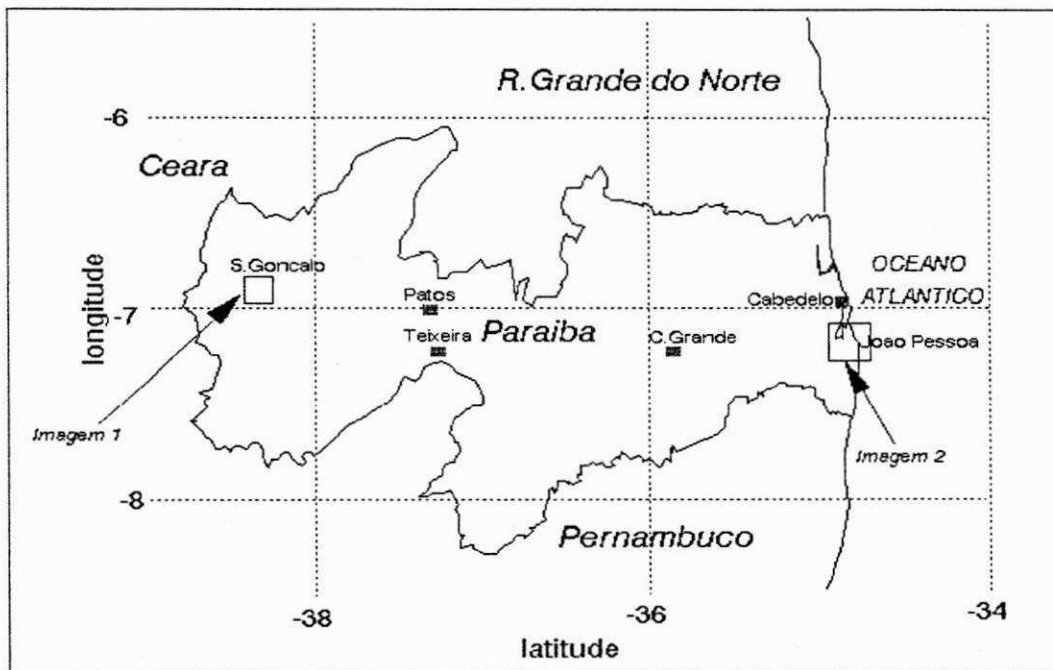 R.Grande do Norte
-6
Ceara
S.Goncalo
OCEANO
ATLANTICO
Cabedelo
Patos
-7
Teixeira
Paraiba
C.Grande
Joao Pessoa
longitude
Imagem 1
Imagem 2
-8
Pernambuco
-38
-36
-34
latitude